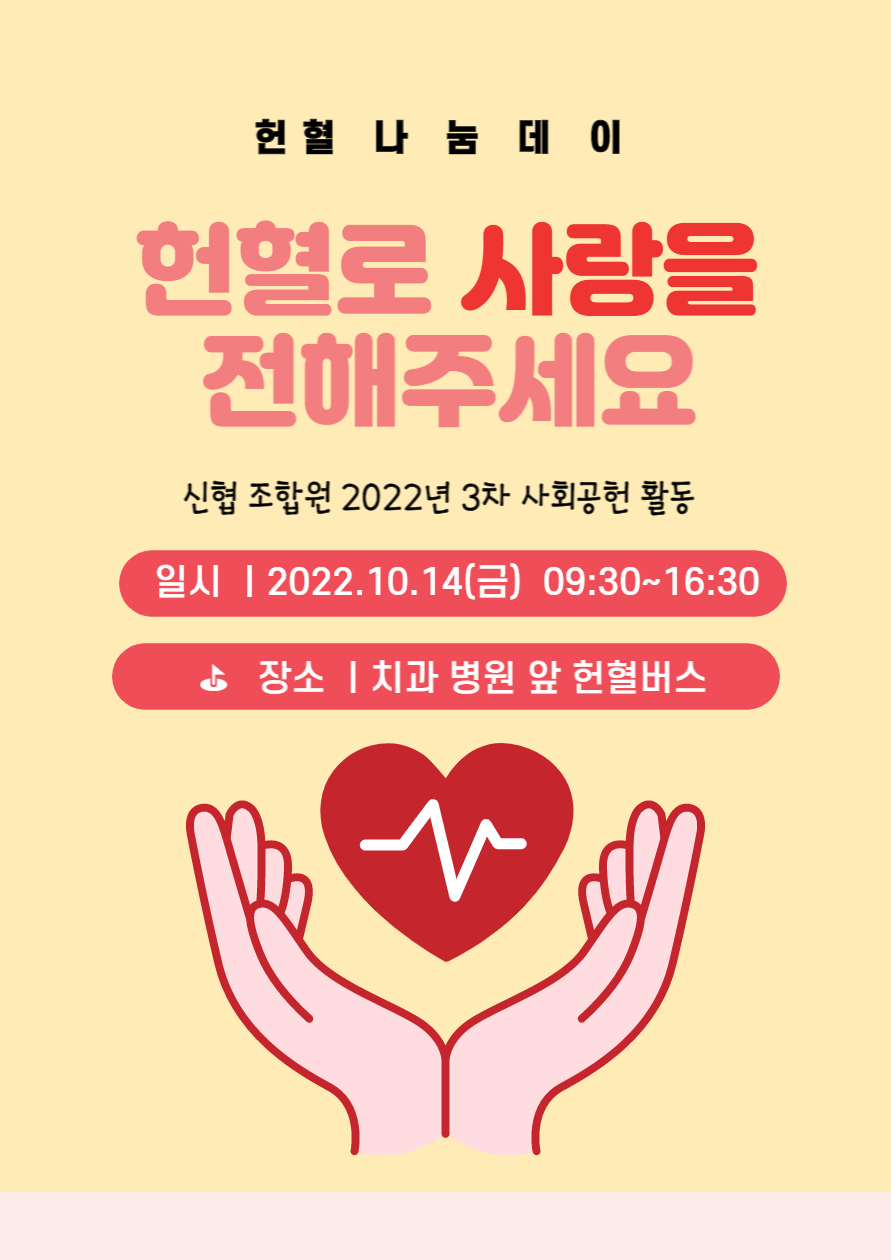 헌혈 나 눔 데 이
헌혈로 사랑을
전해주세요
신협 조합원 2022년 3차 사회공헌 활동
일시 ㅣ2022.10.14(금) 09:30~16:30
⛳ 장소 ㅣ치과 병원 앞 헌혈버스